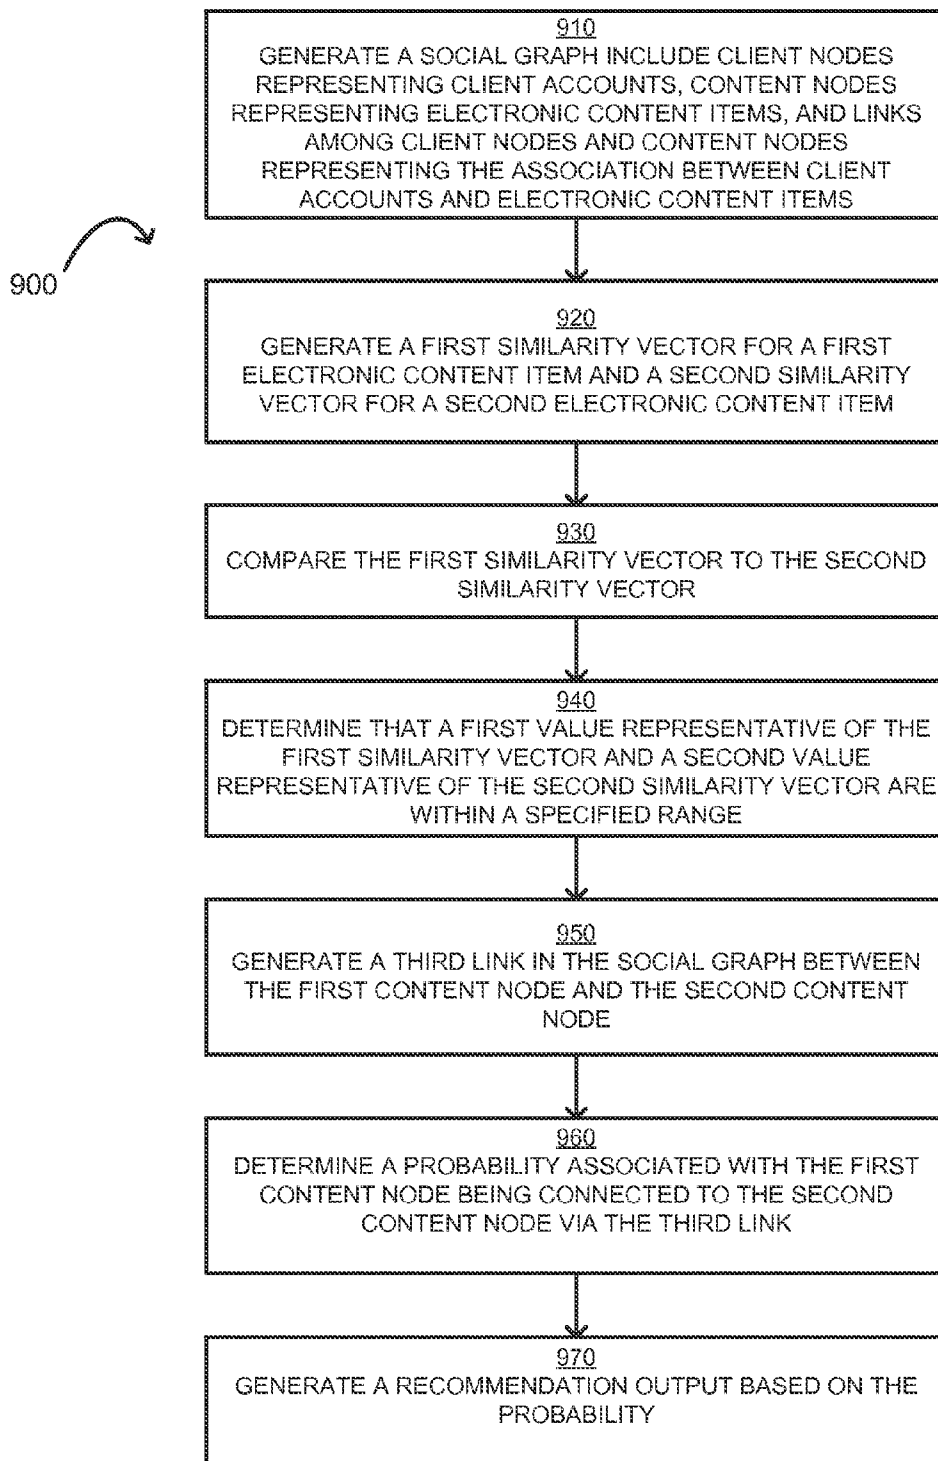 910
GENERATE A SOCIAL GRAPH INCLUDE CLIENT NODES
REPRESENTING CLIENT ACCOUNTS, CONTENT NODES
REPRESENTING ELECTRONIC CONTENT ITEMS, AND LINKS
AMONG CLIENT NODES AND CONTENT NODES
REPRESENTING THE ASSOCIATION BETWEEN CLIENT
ACCOUNTS AND ELECTRONIC CONTENT ITEMS
900
920
GENERATE A FIRST SIMILARITY VECTOR FOR A FIRST
ELECTRONIC CONTENT ITEM AND A SECOND SIMILARITY
VECTOR FOR A SECOND ELECTRONIC CONTENT ITEM
930
COMPARE THE FIRST SIMILARITY VECTOR TO THE SECOND
SIMILARITY VECTOR
940
DETERMINE THAT A FIRST VALUE REPRESENTATIVE OF THE
FIRST SIMILARITY VECTOR AND A SECOND VALUE
REPRESENTATIVE OF THE SECOND SIMILARITY VECTOR ARE
WITHIN A SPECIFIED RANGE
950
GENERATE A THIRD LINK IN THE SOCIAL GRAPH BETWEEN
THE FIRST CONTENT NODE AND THE SECOND CONTENT
NODE
960
DETERMINE A PROBABILITY ASSOCIATED WITH THE FIRST
CONTENT NODE BEING CONNECTED TO THE SECOND
CONTENT NODE VIA THE THIRD LINK
970
GENERATE A RECOMMENDATION OUTPUT BASED ON THE
PROBABILITY